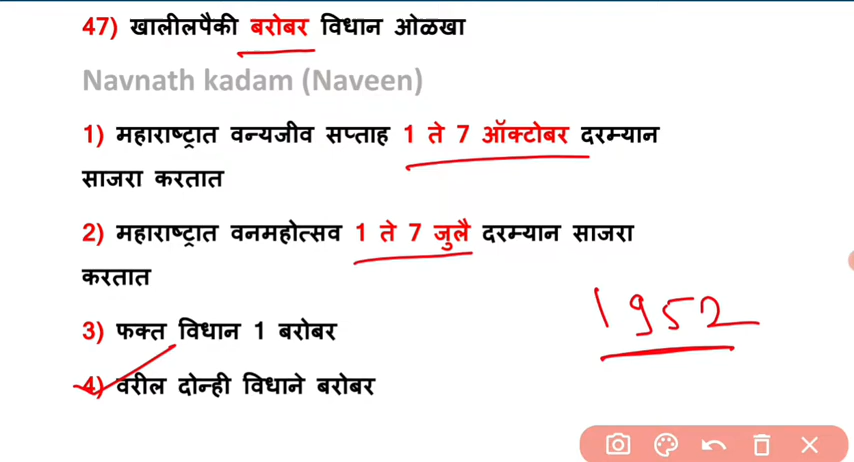 47) खालीलपैकी बरोबर विधान ओळखा
Navnath kadam (Naveen)
1) महाराष्ट्रात वन्यजीव सप्ताह 1 ते 7 ऑक्टोबर दरम्यान
साजरा करतात
2) महाराष्ट्रात वनमहोत्सव 1 ते 7 जुलै दरम्यान साजरा
करतात
1952
3) फक्त विधान 1 बरोबर
4) वरील दोन्ही विधाने बरोबर